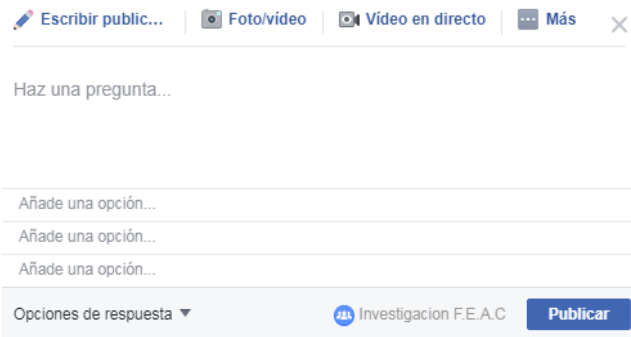 Escribir public... Foto/vídeo Vídeo en directo Más
Haz una pregunta...
Añade una opción...
Añade una opción...
Añade una opción...
Opciones de respuesta Investigacion F.E.A.C Publicar